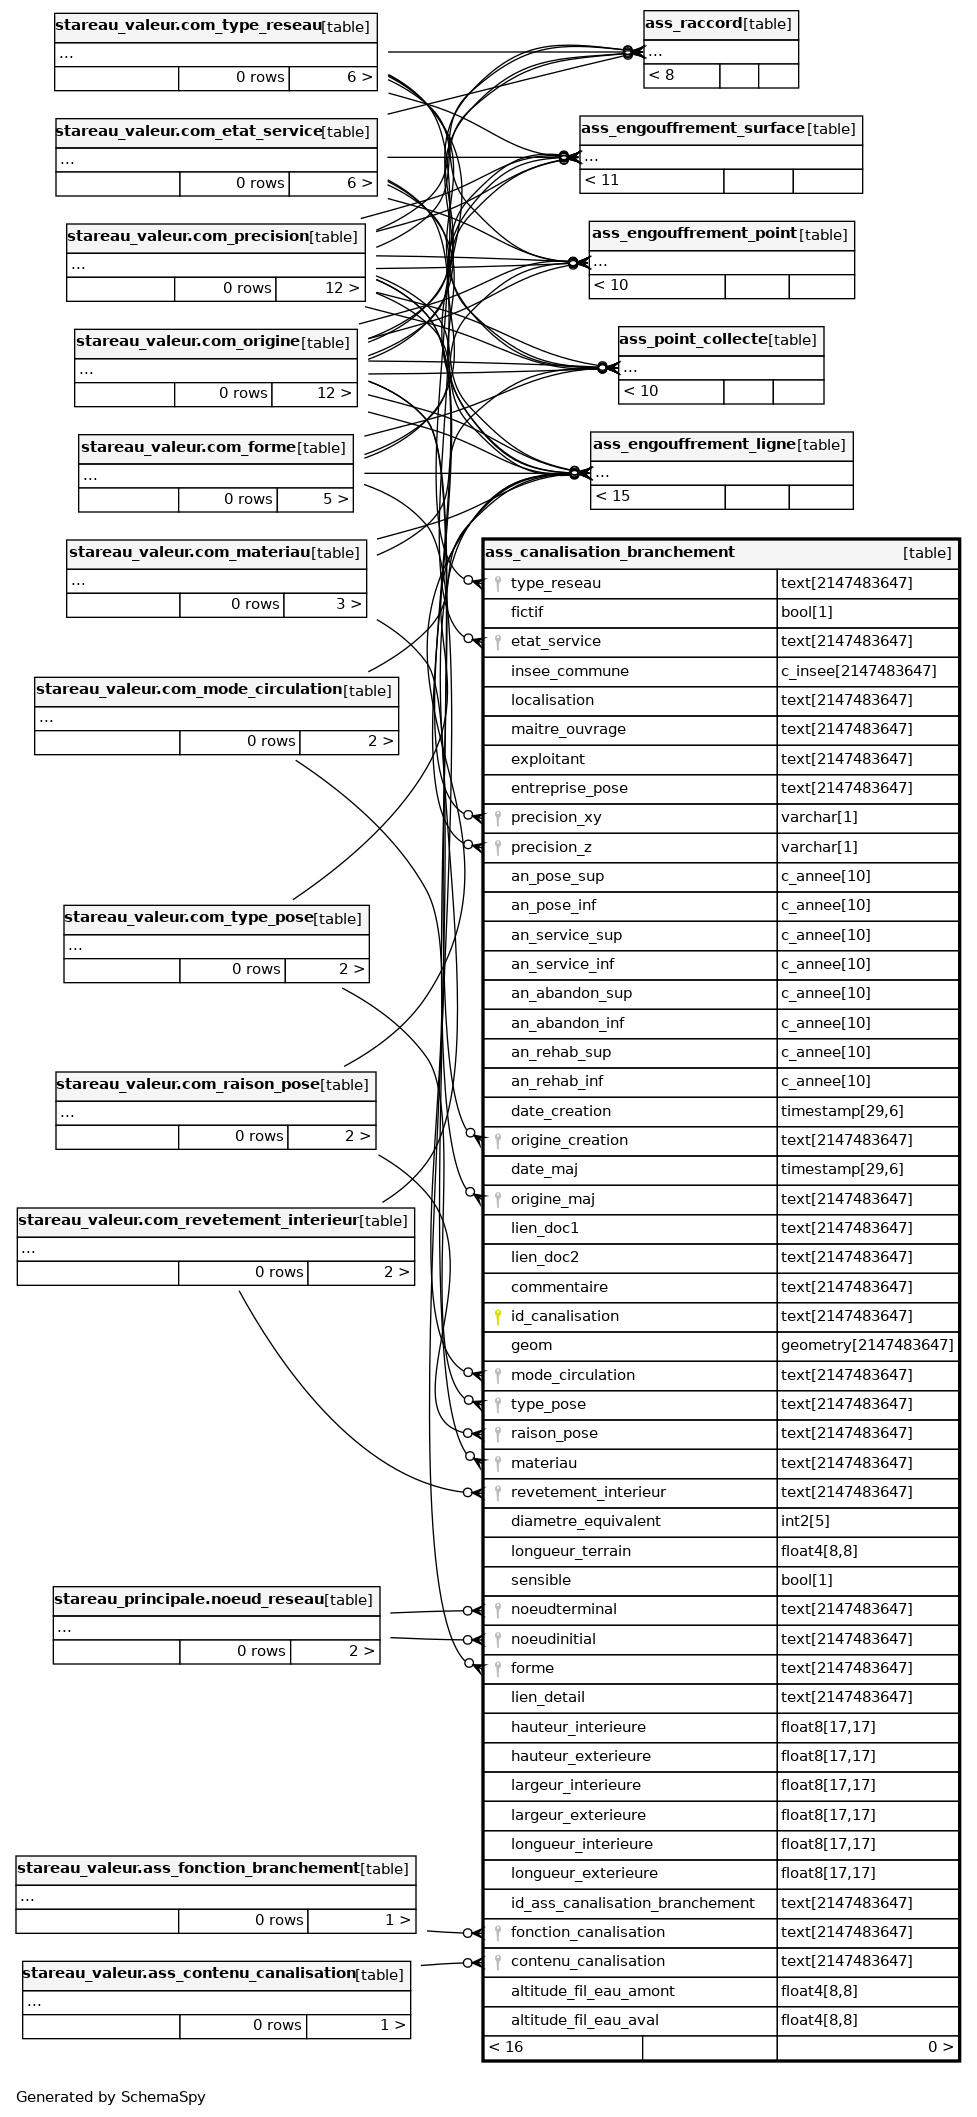 stareau_valeur.com_type_reseau[table]
...
0 rows 6 >
stareau_valeur.com_etat_service[table]
...
0 rows 6 >
stareau_valeur.com_precision[table]
...
0 rows 12 >
stareau_valeur.com_origine[table]
...
0 rows 12 >
stareau_valeur.com_forme[table]
...
0 rows 5 >
stareau_valeur.com_materiau[table]
...
0 rows 3 >
stareau_valeur.com_mode_circulation[table]
...
0 rows 2 >
stareau_valeur.com_type_pose[table]
...
0 rows 2 >
stareau_valeur.com_raison_pose[table]
...
0 rows 2 >
stareau_valeur.com_revetement_interieur[table]
...
0 rows 2 >
stareau_principale.noeud_reseau[table]
...
0 rows 2 >
stareau_valeur.ass_fonction_branchement[table]
...
0 rows 1 >
stareau_valeur.ass_contenu_canalisation[table]
...
0 rows 1 >
ass_raccord[table]
...
< 8
ass_engouffrement_surface[table]
...
< 11
ass_engouffrement_point[table]
...
< 10
ass_point_collecte[table]
...
< 10
ass_engouffrement_ligne[table]
...
< 15
ass_canalisation_branchement [table]
type_reseau text[2147483647]
fictif bool[1]
etat_service text[2147483647]
insee_commune c_insee[2147483647]
localisation text[2147483647]
maitre_ouvrage text[2147483647]
exploitant text[2147483647]
entreprise_pose text[2147483647]
precision_xy varchar[1]
precision_z varchar[1]
an_pose_sup c_annee[10]
an_pose_inf c_annee[10]
an_service_sup c_annee[10]
an_service_inf c_annee[10]
an_abandon_sup c_annee[10]
an_abandon_inf c_annee[10]
an_rehab_sup c_annee[10]
an_rehab_inf c_annee[10]
date_creation timestamp[29,6]
origine_creation text[2147483647]
date_maj timestamp[29,6]
origine_maj text[2147483647]
lien_doc1 text[2147483647]
lien_doc2 text[2147483647]
commentaire text[2147483647]
id_canalisation text[2147483647]
geom geometry[2147483647]
mode_circulation text[2147483647]
type_pose text[2147483647]
raison_pose text[2147483647]
materiau text[2147483647]
revetement_interieur text[2147483647]
diametre_equivalent int2[5]
longueur_terrain float4[8,8]
sensible bool[1]
noeudterminal text[2147483647]
noeudinitial text[2147483647]
forme text[2147483647]
lien_detail text[2147483647]
hauteur_interieure float8[17,17]
hauteur_exterieure float8[17,17]
largeur_interieure float8[17,17]
largeur_exterieure float8[17,17]
longueur_interieure float8[17,17]
longueur_exterieure float8[17,17]
id_ass_canalisation_branchement text[2147483647]
fonction_canalisation text[2147483647]
contenu_canalisation text[2147483647]
altitude_fil_eau_amont float4[8,8]
altitude_fil_eau_aval float4[8,8]
< 16 0 >
Generated by SchemaSpy